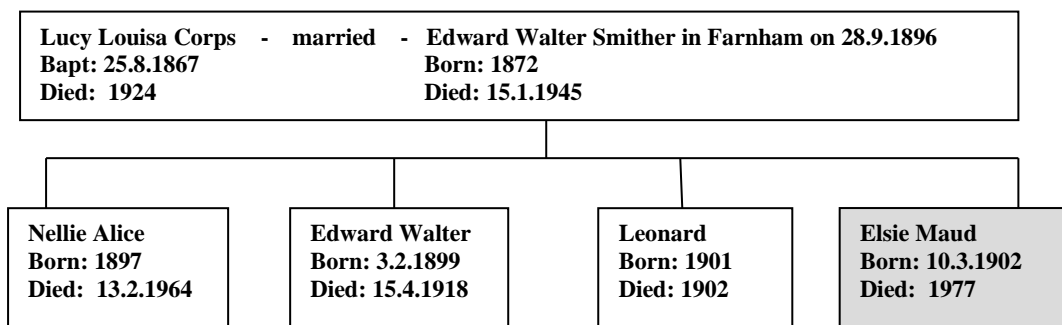 Lucy Louisa Corps - married - Edward Walter Smither in Farnham on 28.9.1896
Bapt: 25.8.1867 Born: 1872
Died: 1924 Died: 15.1.1945
Nellie Alice
Born: 1897
Died: 13.2.1964
Edward Walter
Born: 3.2.1899
Died: 15.4.1918
Leonard
Born: 1901
Died: 1902
Elsie Maud
Born: 10.3.1902
Died: 1977